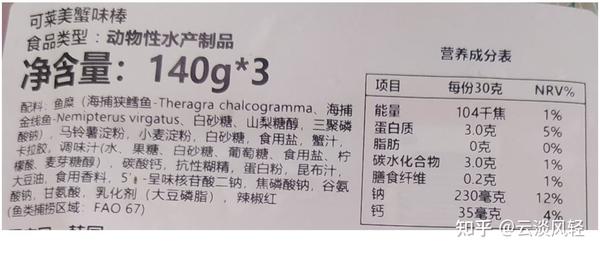 可莱美蟹味棒
食品类型：动物性水产制品
净含量：140g*3
配料：鱼糜（海捕狭鳕鱼-Theragra chalcogramma、海捕
金线鱼-Nemipterus virgatus、白砂糖、山梨糖醇、三聚磷
酸钠）、马铃薯淀粉、小麦淀粉、白砂糖、食用盐、蟹汁、
卡拉胶、调味汁（水、果糖、白砂糖、葡萄糖、食用盐、柠
檬酸、麦芽糖醇）、碳酸钙、抗性糊精、蛋白粉、昆布汁、
大豆油、食用香料、5'-呈味核苷酸二钠、焦磷酸钠、谷氨
酸钠、甘氨酸、乳化剂（大豆磷脂）、辣椒红
(鱼类捕捞区域：FAO 67)
营养成分表
项目 每份30克 NRV%
能量 104千焦 1%
蛋白质 3.0克 5%
脂肪 0克 0%
碳水化合物 3.0克 1%
膳食纤维 0.2克 1%
钠 230毫克 12%
钙 35毫克 4%
知乎 @云淡风轻